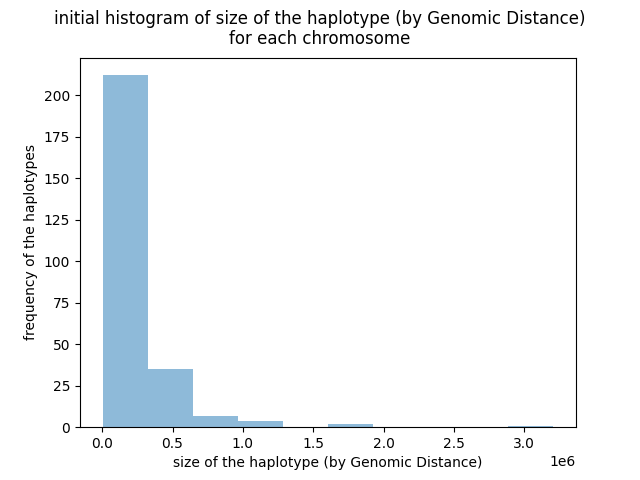 initial histogram of size of the haplotype (by Genomic Distance)
for each chromosome
frequency of the haplotypes
200
175
150
125
100
75
50
25
0
0.0 0.5 1.0 1.5 2.0 2.5 3.0
1e6
size of the haplotype (by Genomic Distance)